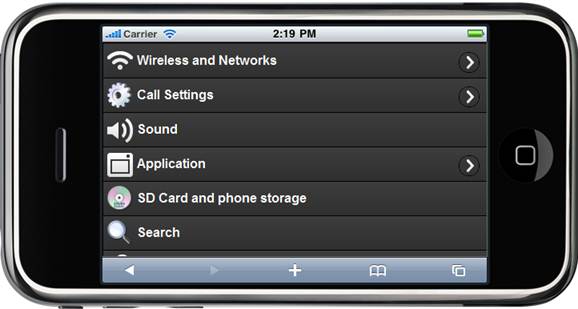 Carrier 2:19 PM
Wireless and Networks
Call Settings
Sound
Application
SD Card and phone storage
Search